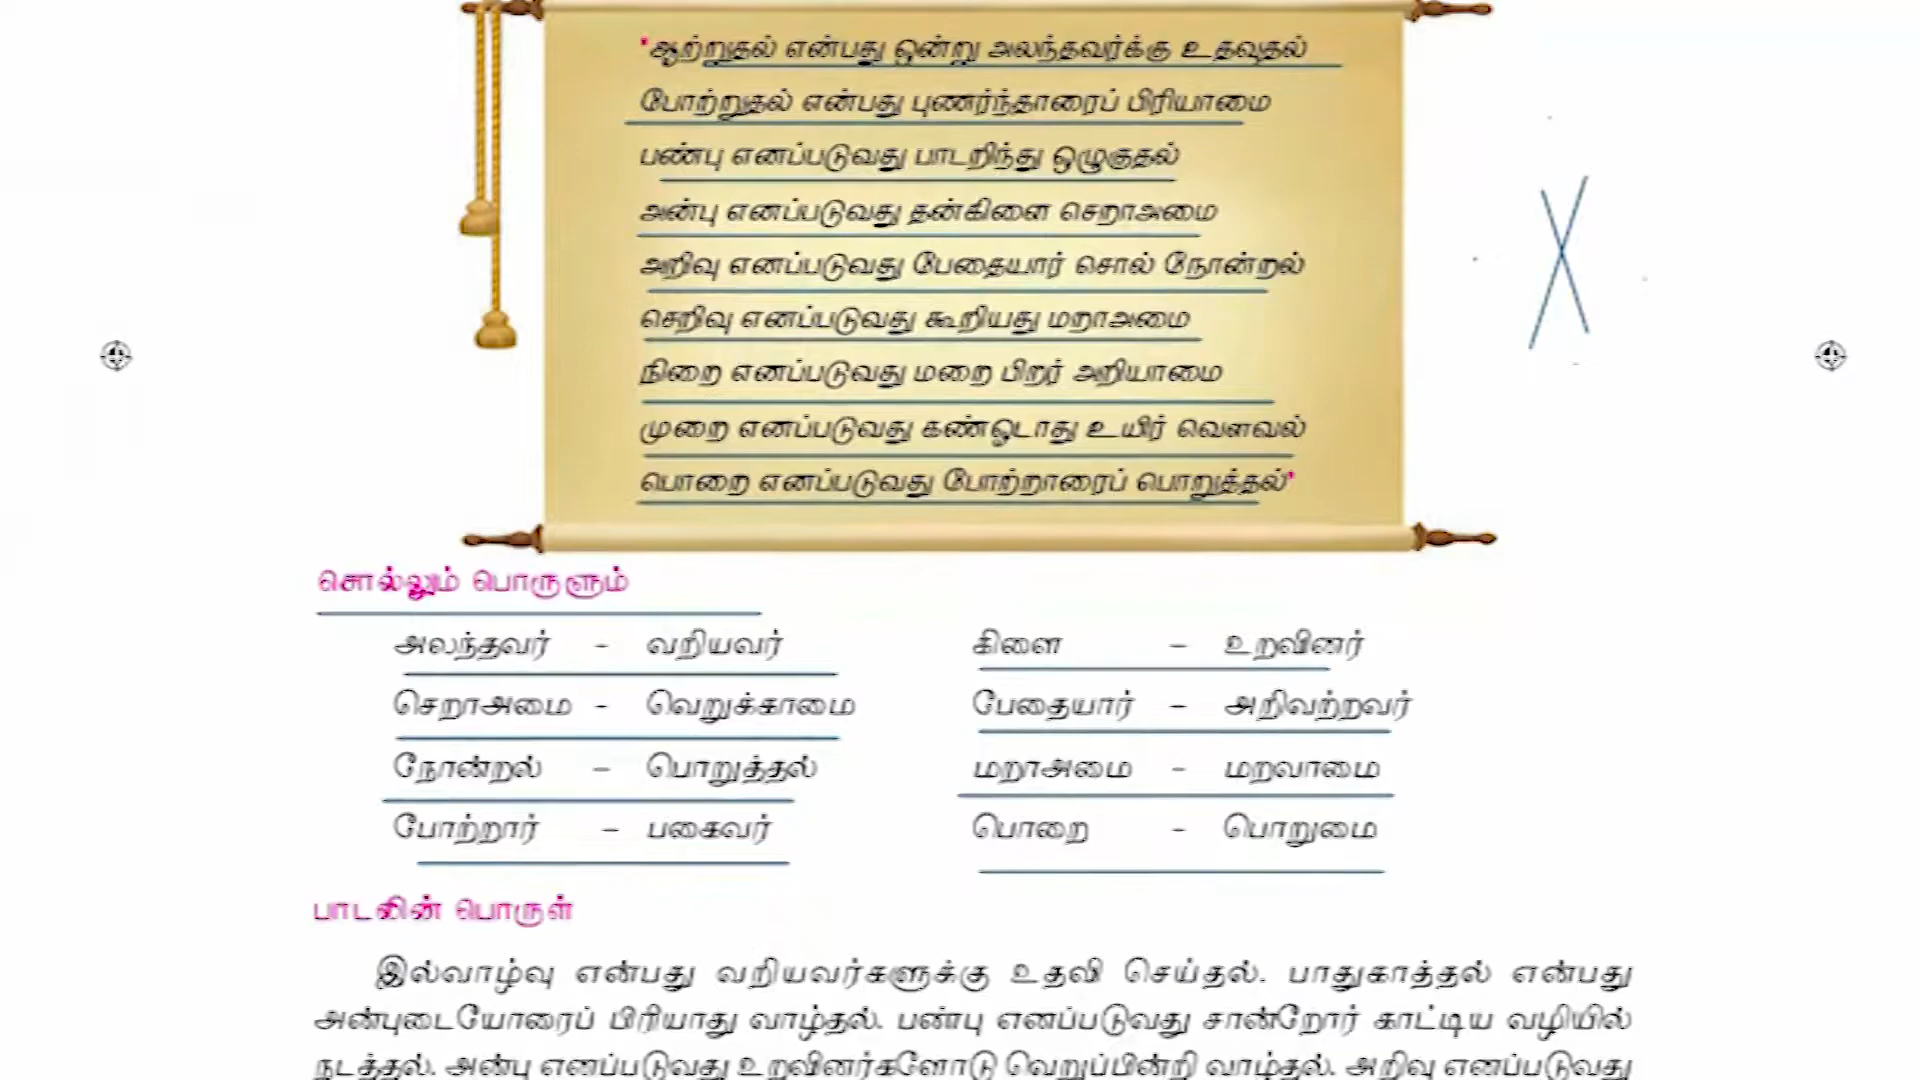 *ஆற்றுதல் என்பது ஒன்று அலந்தவர்க்கு உதவுதல்
போற்றுதல் என்பது புணர்ந்தாரைப் பிரியாமை
பண்பு எனப்படுவது பாடறிந்து ஒழுகுதல்
அன்பு எனப்படுவது தன்கிளை செறாஅமை
அறிவு எனப்படுவது பேதையார் சொல் நோன்றல்
செறிவு எனப்படுவது கூறியது மறாஅமை
நிறை எனப்படுவது மறை பிறர் அறியாமை
முறை எனப்படுவது கண்ஓடாது உயிர் வௌவல்
பொறை எனப்படுவது போற்றாரைப் பொறுத்தல்*
சொல்லும் பொருளும்
அலந்தவர் - வறியவர் கிளை - உறவினர்
செறாஅமை - வெறுக்காமை பேதையார் - அறிவற்றவர்
நோன்றல் - பொறுத்தல் மறாஅமை - மறவாமை
போற்றார் - பகைவர் பொறை - பொறுமை
பாடலின் பொருள்
இல்வாழ்வு என்பது வறியவர்களுக்கு உதவி செய்தல். பாதுகாத்தல் என்பது
அன்புடையோரைப் பிரியாது வாழ்தல். பண்பு எனப்படுவது சான்றோர் காட்டிய வழியில்
நடத்தல். அன்பு எனப்படுவது உறவினர்களோடு வெறுப்பின்றி வாழ்தல். அறிவு எனப்படுவது